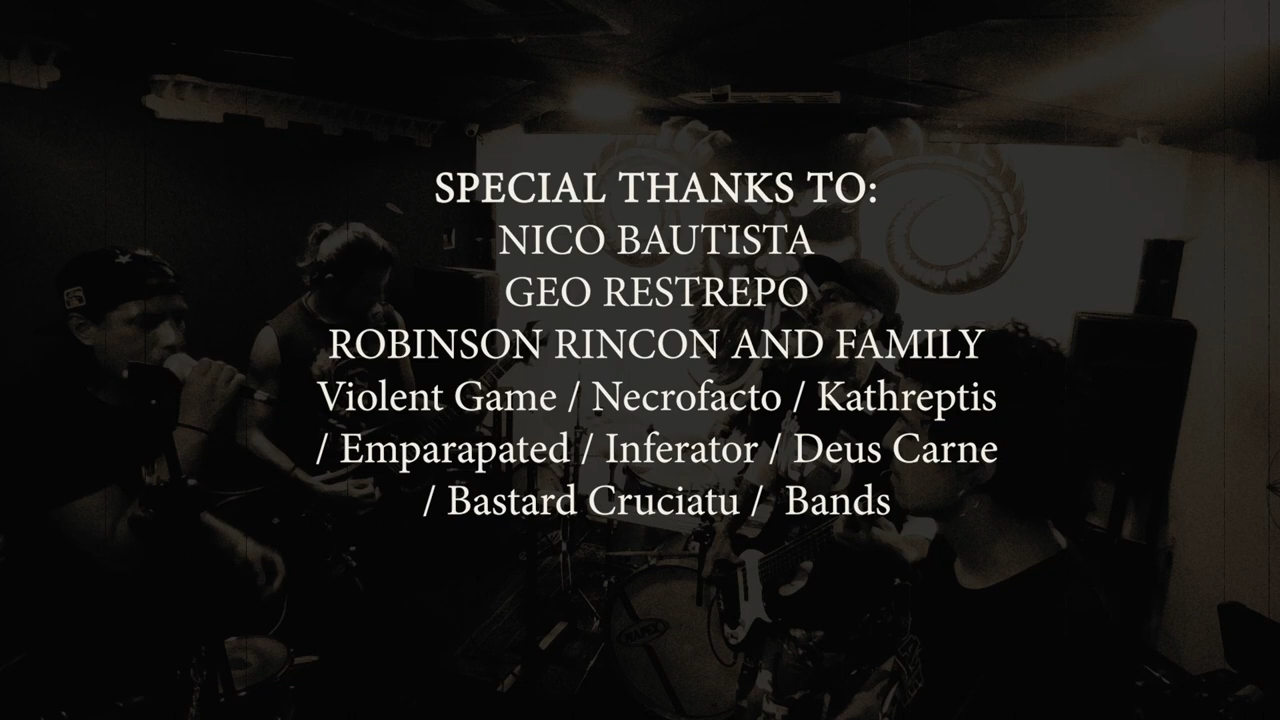 SPECIAL THANKS TO:
NICO BAUTISTA
GEO RESTREPO
ROBINSON RINCON AND FAMILY
Violent Game / Necrofacto / Kathreptis
/ Emparapated / Inferator / Deus Carne
/ Bastard Cruciatu /  Bands
MAPEX